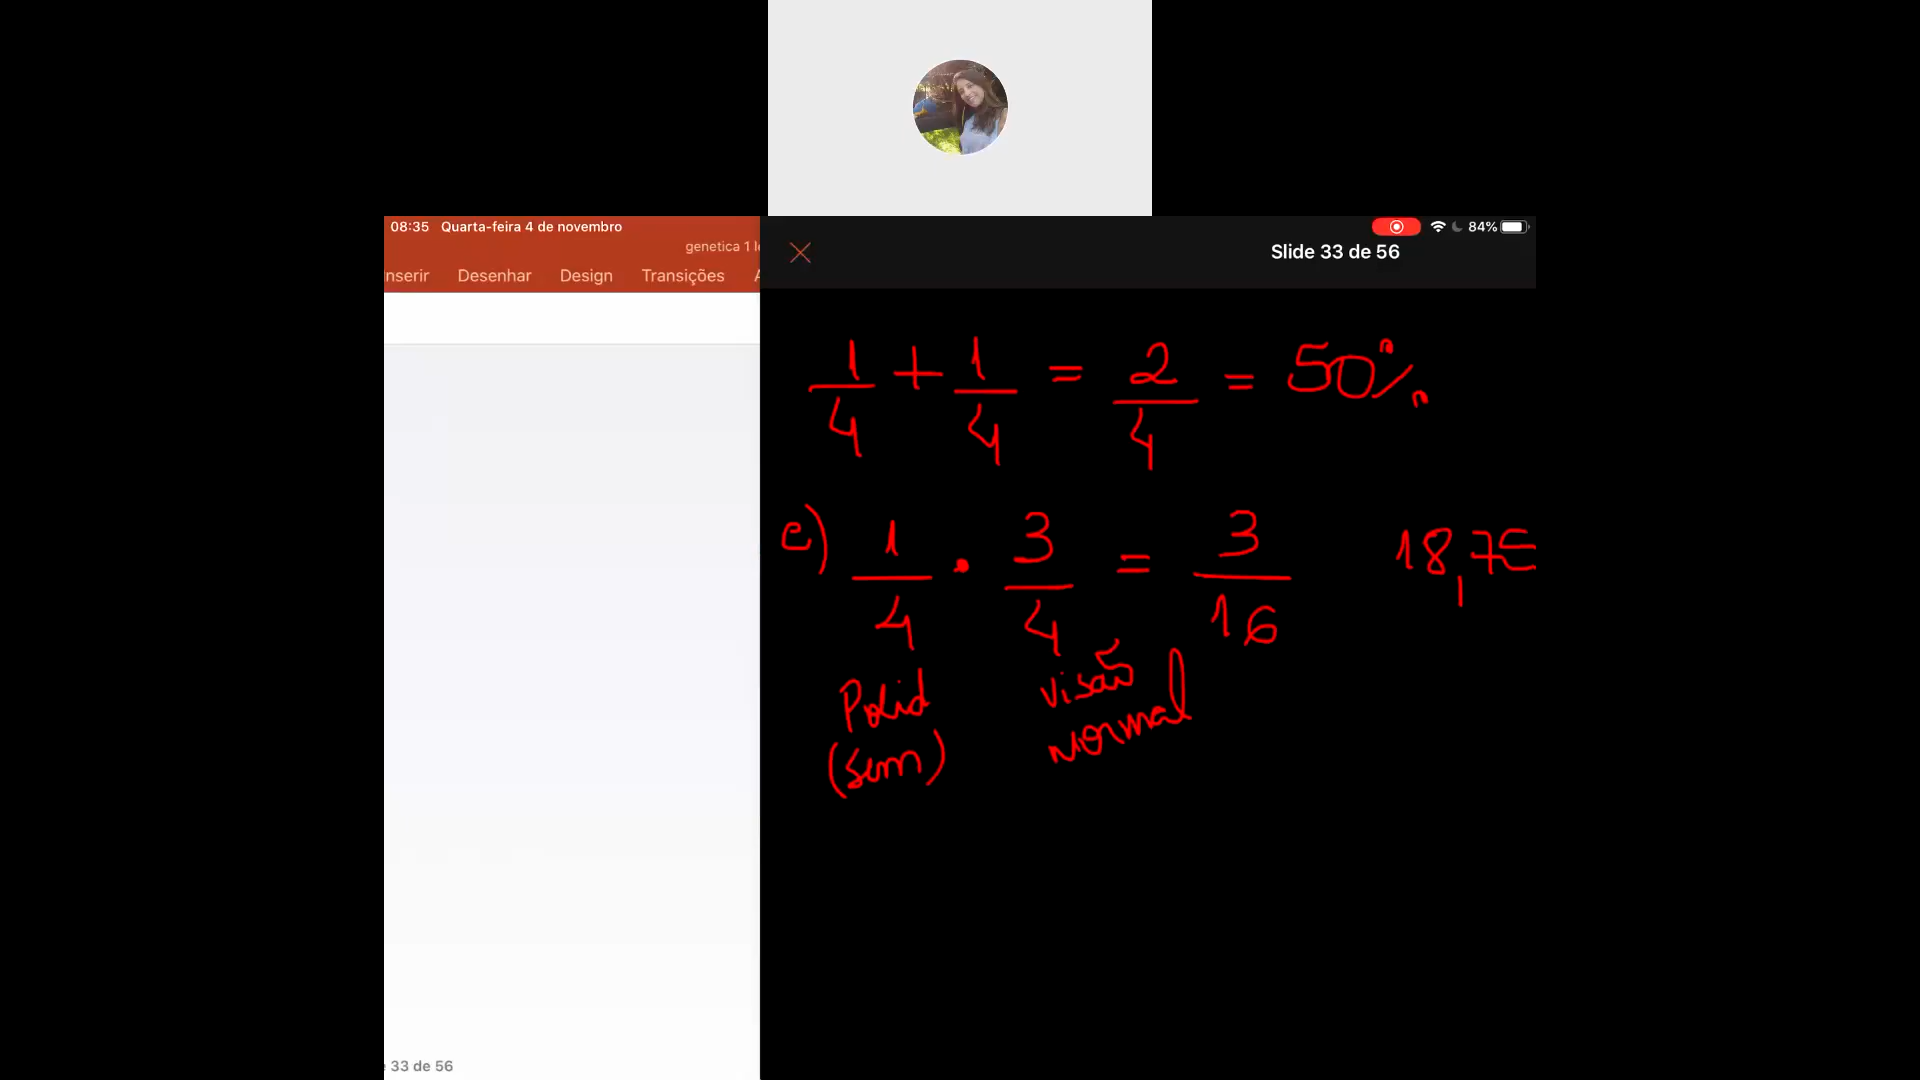 08:35 Quarta-feira 4 de novembro
84%
genetica 1
Slide 33 de 56
nserir Desenhar Design Transições
1/4 + 1/4 = 2/4 = 50%
e) 1/4 . 3/4 = 3/16 18,75
Polid visão
(sem) normal
33 de 56